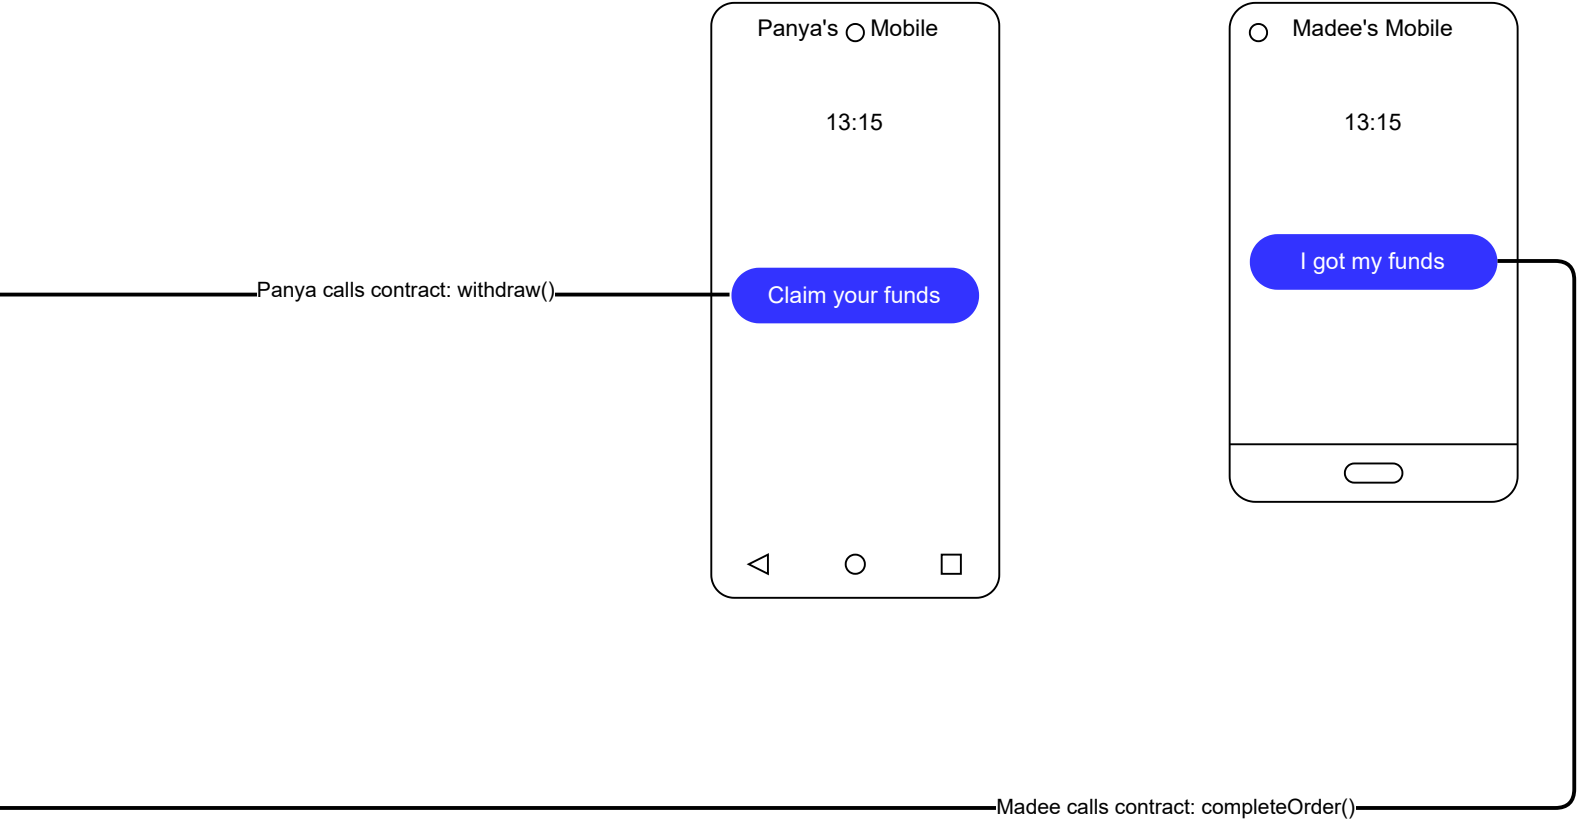 Panya's Mobile
Madee's Mobile
13:15
13:15
I got my funds
Panya calls contract: withdraw()
Claim your funds
Madee calls contract: completeOrder()